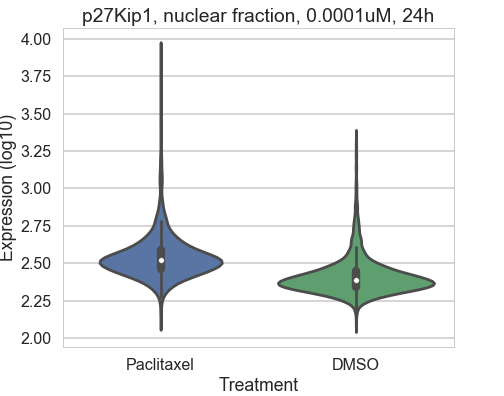 p27Kip1, nuclear fraction, 0.0001uM, 24h
4.00
3.75
3.50
3.25
3.00
2.75
2.50
2.25
2.00
Expression (log10)
Paclitaxel DMSO
Treatment